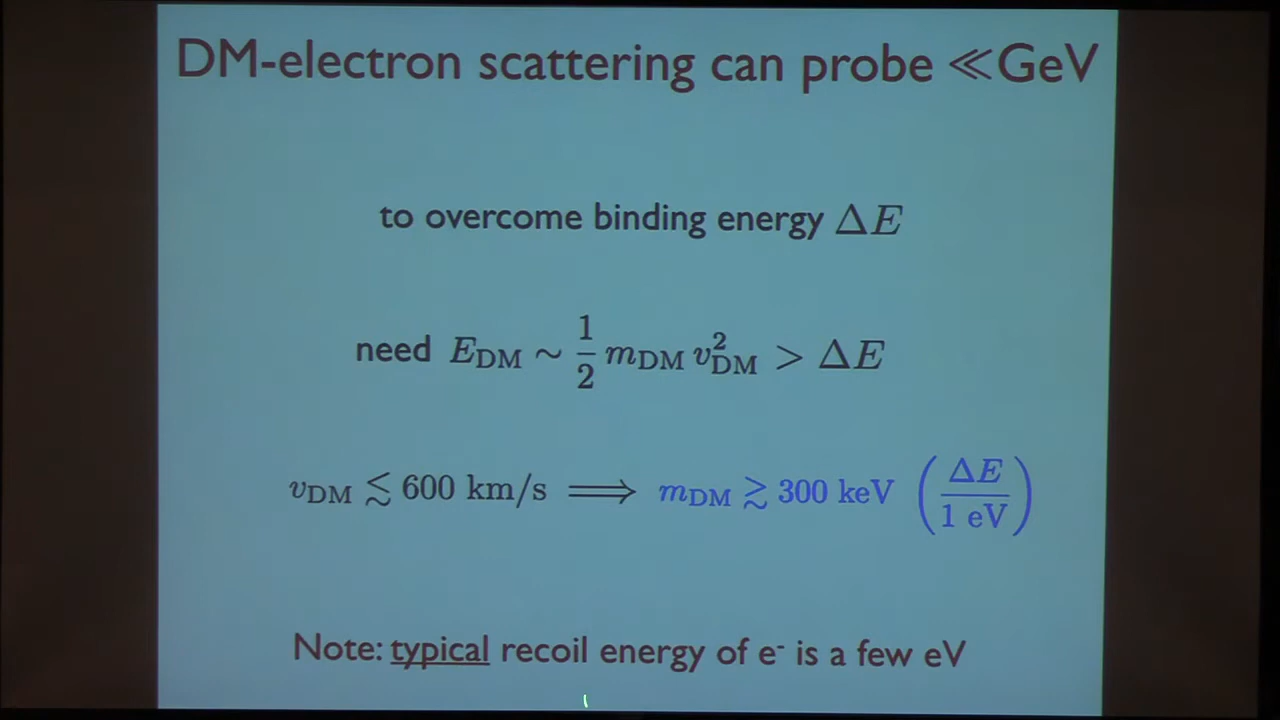 DM-electron scattering can probe ≪GeV
to overcome binding energy ΔE
need E_DM ∼ 1/2 m_DM v_DM^2 > ΔE
v_DM ≲ 600 km/s ⟹ m_DM ≳ 300 keV (ΔE / 1 eV)
Note: typical recoil energy of e⁻ is a few eV